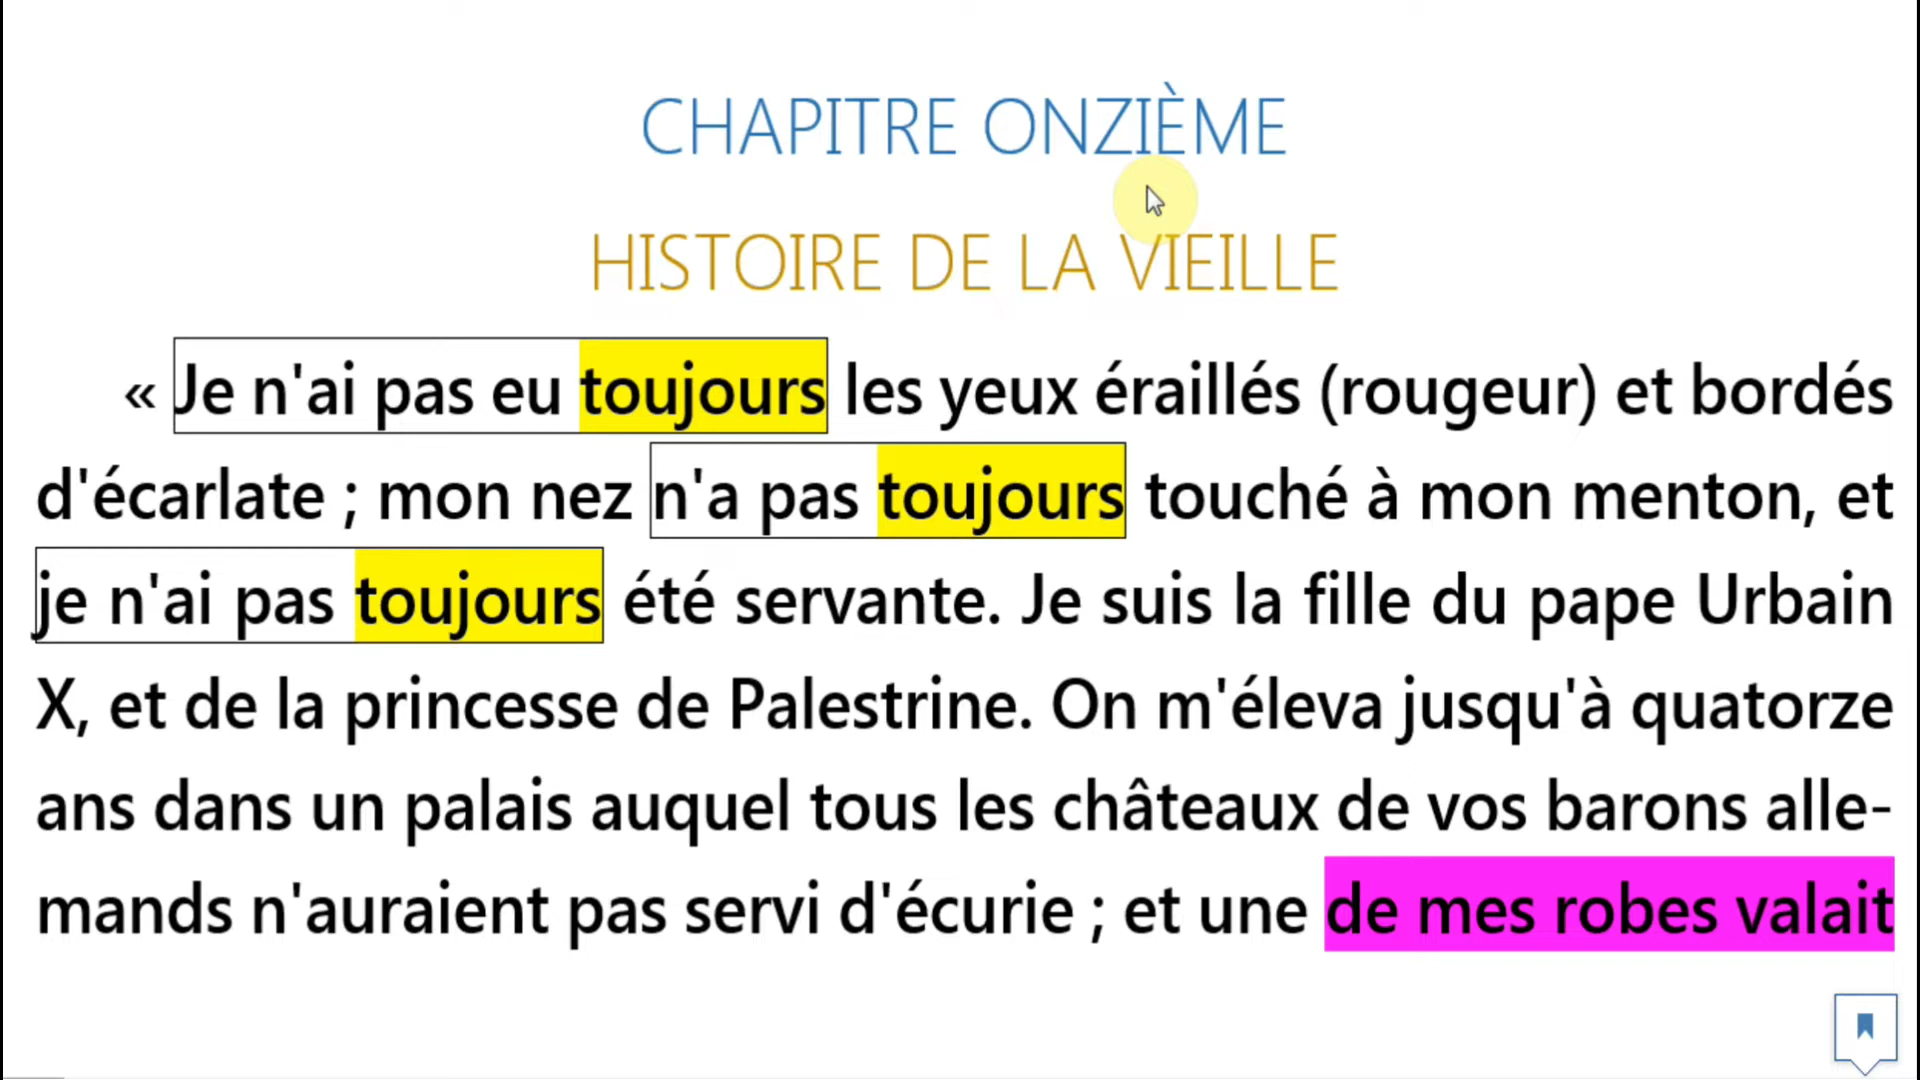 CHAPITRE ONZIÈME
HISTOIRE DE LA VIEILLE
« Je n'ai pas eu toujours les yeux éraillés (rougeur) et bordés
d'écarlate ; mon nez n'a pas toujours touché à mon menton, et
je n'ai pas toujours été servante. Je suis la fille du pape Urbain
X, et de la princesse de Palestrine. On m'éleva jusqu'à quatorze
ans dans un palais auquel tous les châteaux de vos barons alle-
mands n'auraient pas servi d'écurie ; et une de mes robes valait